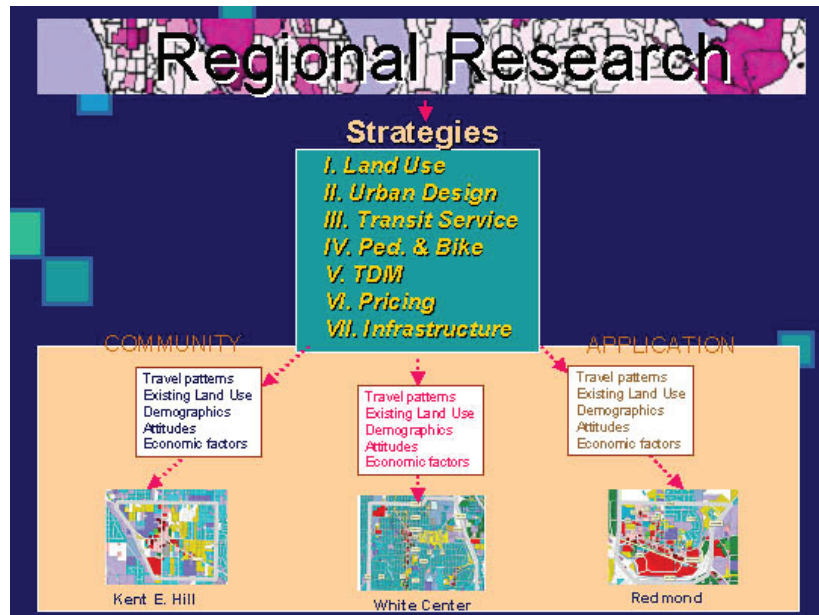 Regional Research
Strategies
I. Land Use
II. Urban Design
III. Transit Service
IV. Ped. & Bike
V. TDM
VI. Pricing
VII. Infrastructure
COMMUNITY
APPLICATION
Travel patterns
Existing Land Use
Demographics
Attitudes
Economic factors
Travel patterns
Existing Land Use
Demographics
Attitudes
Economic factors
Travel patterns
Existing Land Use
Demographics
Attitudes
Economic factors
Kent E. Hill
White Center
Redmond